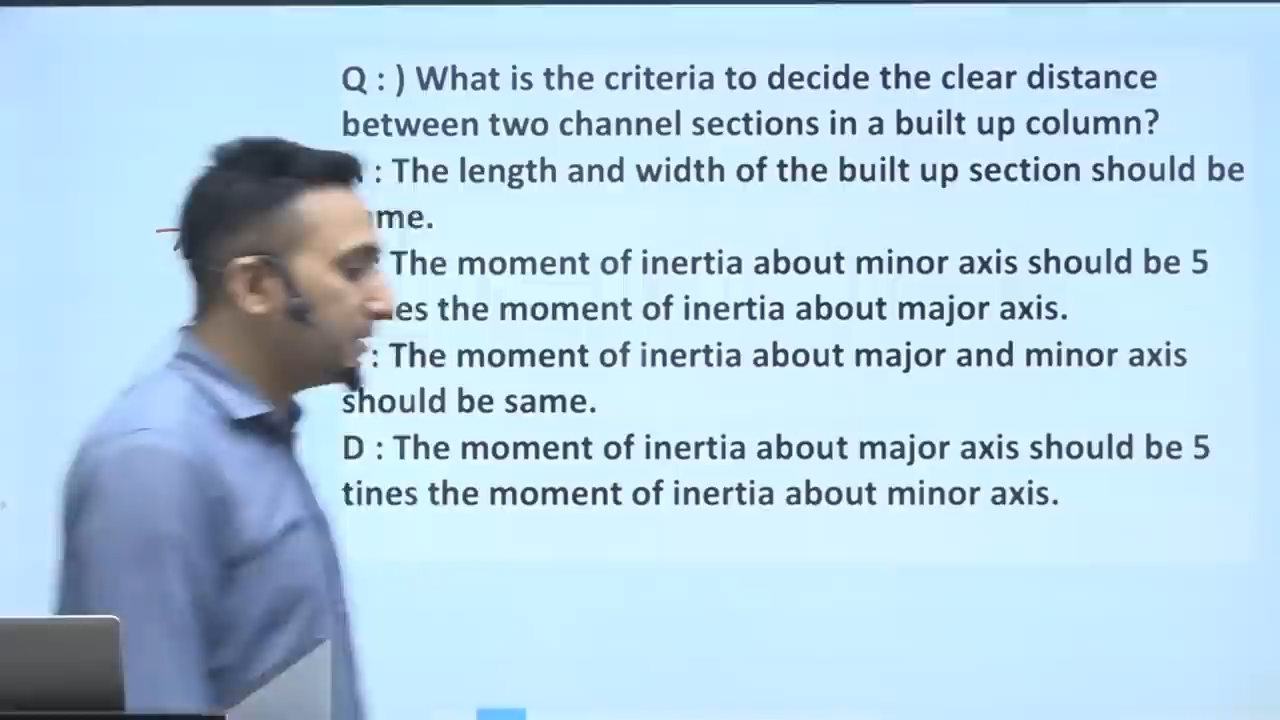 Q : ) What is the criteria to decide the clear distance
between two channel sections in a built up column?
: The length and width of the built up section should be
me.
The moment of inertia about minor axis should be 5
es the moment of inertia about major axis.
: The moment of inertia about major and minor axis
should be same.
D : The moment of inertia about major axis should be 5
tines the moment of inertia about minor axis.